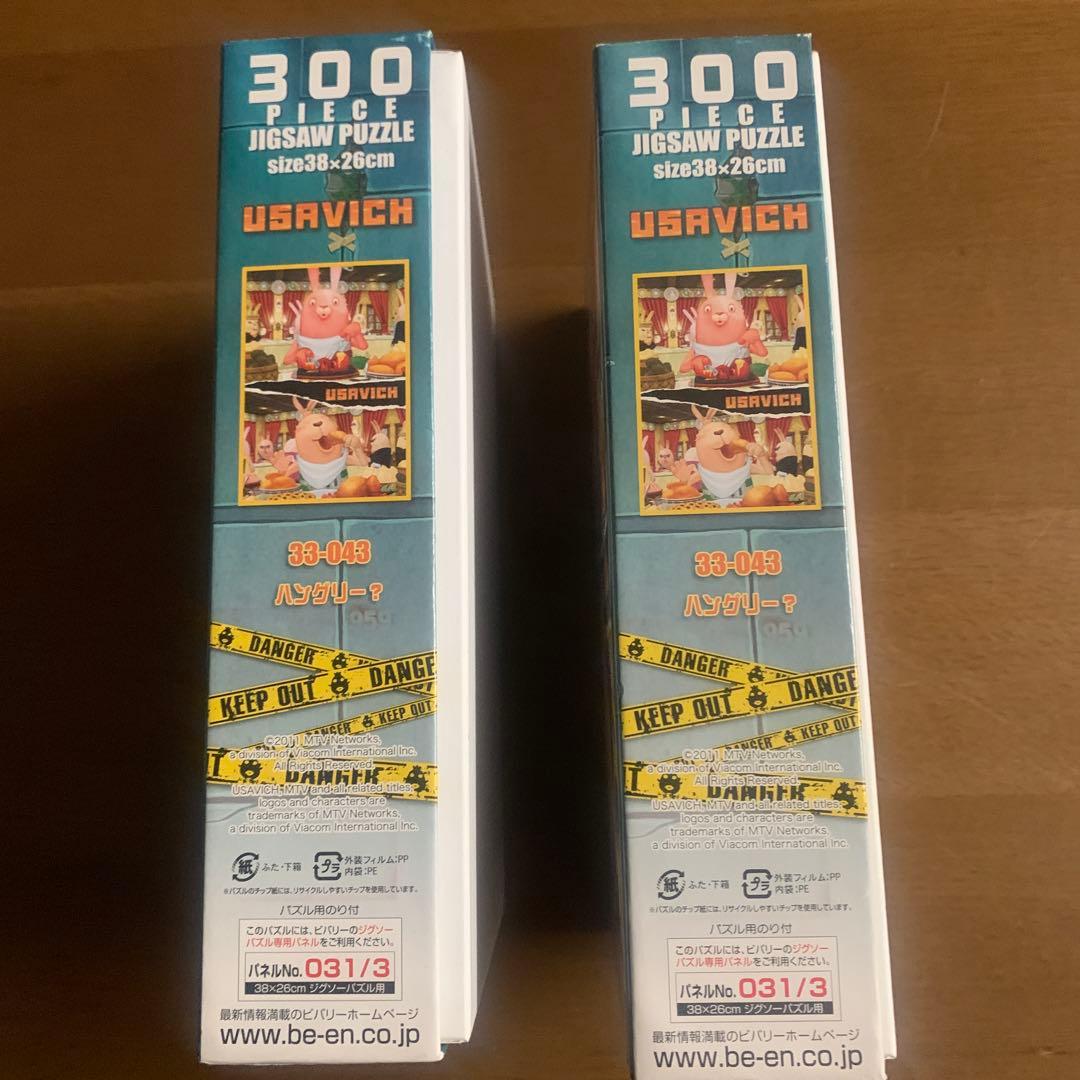 300
PIECE
JIGSAW PUZZLE
size38×26cm
USAVICH
USAVICH
33-043
ハングリー?
DANGER
KEEP OUT DANGE
DANGER KEEP OUT
T DANGER
©2011 MTV Networks,
a division of Viacom International Inc.
All Rights Reserved.
USAVICH, MTV and all related titles,
logos and characters are
trademarks of MTV Networks,
a division of Viacom International Inc.
紙 ふた・下箱 プラ 外装フィルム:PP
内袋:PE
※パズルのチップ紙には、リサイクルしやすいチップを使用しています。
パズル用のり付
このパズルには、ビバリーのジグソー
パズル専用パネルをご利用ください。
パネルNo. 031/3
38×26cm ジグソーパズル用
最新情報満載のビバリーホームページ
www.be-en.co.jp
300
PIECE
JIGSAW PUZZLE
size38×26cm
USAVICH
USAVICH
33-043
ハングリー?
DANGER
KEEP OUT DANGE
DANGER KEEP OUT
DANGER
©2011 MTV Networks,
a division of Viacom International Inc.
All Rights Reserved.
USAVICH, MTV and all related titles,
logos and characters are
trademarks of MTV Networks,
a division of Viacom International Inc.
紙 ふた・下箱 プラ 外装フィルム:PP
内袋:PE
※パズルのチップ紙には、リサイクルしやすいチップを使用しています。
パズル用のり付
このパズルには、ビバリーのジグソー
パズル専用パネルをご利用ください。
パネルNo. 031/3
38×26cm ジグソーパズル用
最新情報満載のビバリーホームページ
www.be-en.co.jp